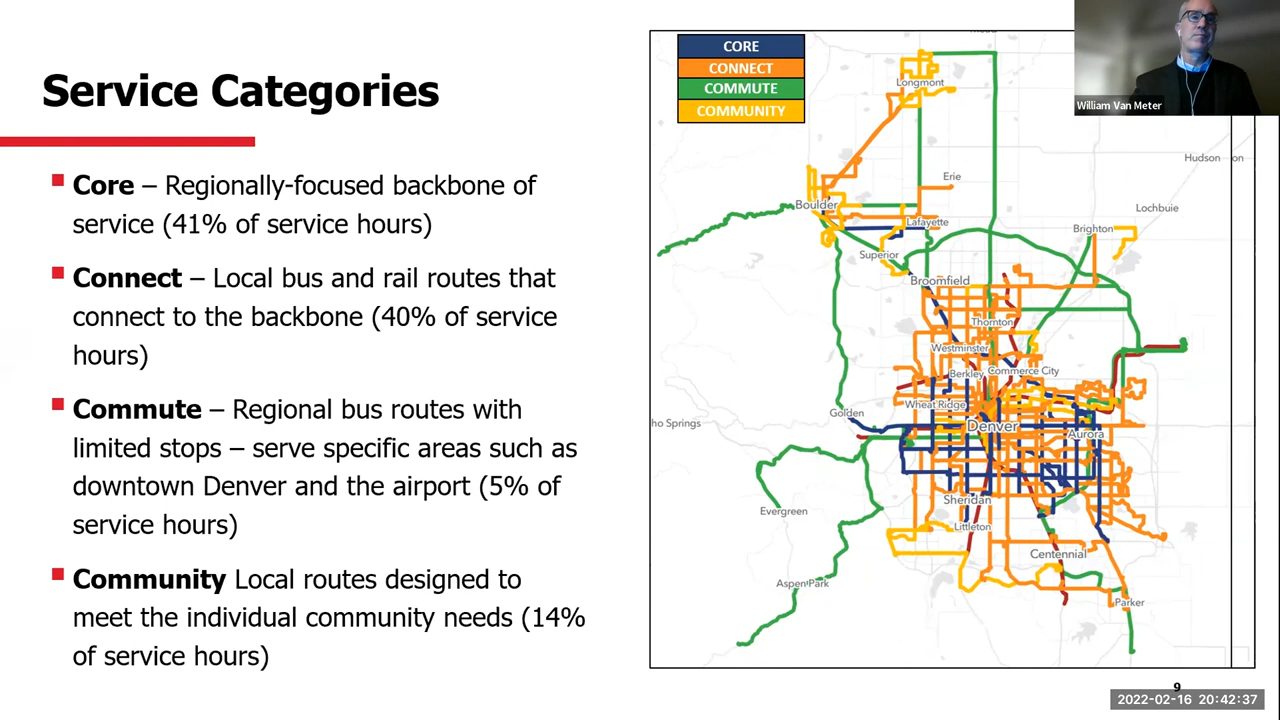 Service Categories
Core – Regionally-focused backbone of
service (41% of service hours)
Connect – Local bus and rail routes that
connect to the backbone (40% of service
hours)
Commute – Regional bus routes with
limited stops – serve specific areas such as
downtown Denver and the airport (5% of
service hours)
Community Local routes designed to
meet the individual community needs (14%
of service hours)
CORE
CONNECT
COMMUTE
COMMUNITY
William Van Meter
Longmont
Hudson
on
Erie
Boulder
Lochbuie
Lafayette
Brighton
Superior
Broomfield
Thornton
Westminster
Berkley
Commerce City
Wheat Ridge
Golden
ho Springs
Denver
Aurora
Sheridan
Evergreen
Littleton
Centennial
Aspen Park
Parker
9
2022-02-16 20:42:37